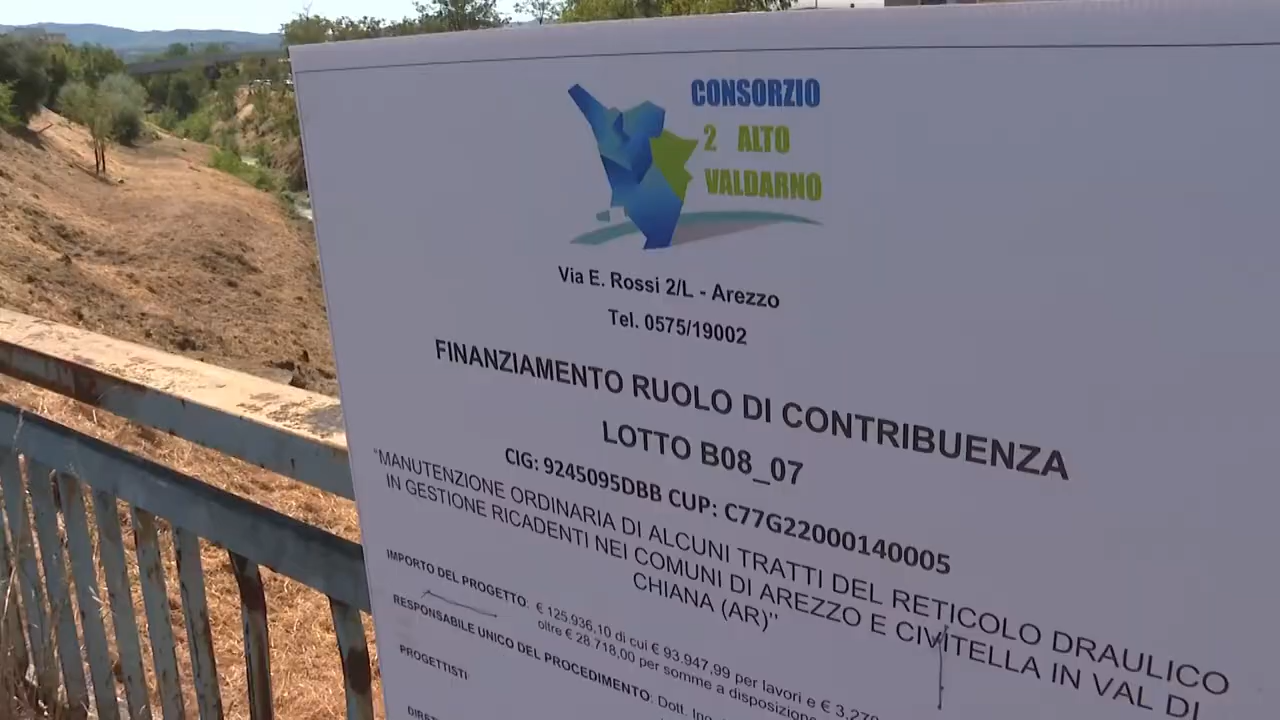 CONSORZIO
2 ALTO
VALDARNO
Via E. Rossi 2/L - Arezzo
Tel. 0575/19002
FINANZIAMENTO RUOLO DI CONTRIBUENZA
LOTTO B08_07
CIG: 9245095DBB CUP: C77G22000140005
"MANUTENZIONE ORDINARIA DI ALCUNI TRATTI DEL RETICOLO DRAULICO
IN GESTIONE RICADENTI NEI COMUNI DI AREZZO E CIVITELLA IN VAL DI
CHIANA (AR)"
IMPORTO DEL PROGETTO: € 125.936,10 di cui € 93.947,99 per lavori e € 3.270
oltre € 28.718,00 per somme a disposizione
RESPONSABILE UNICO DEL PROCEDIMENTO: Dott. Ing
PROGETTISTI